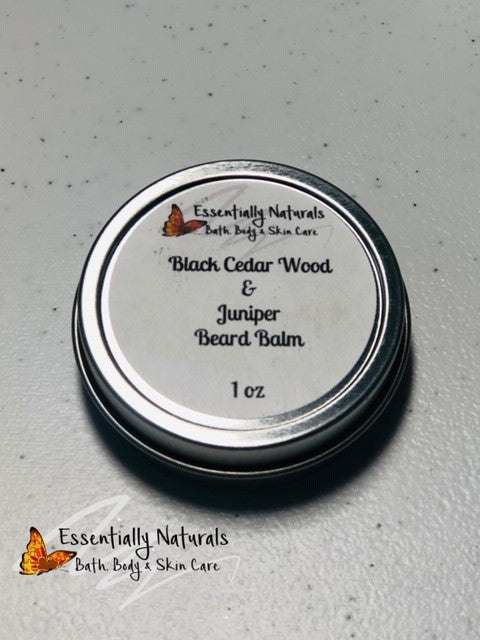 Essentially Naturals
Bath, Body & Skin Care
Black Cedar Wood
&
Juniper
Beard Balm
1 oz
Essentially Naturals
Bath, Body & Skin Care